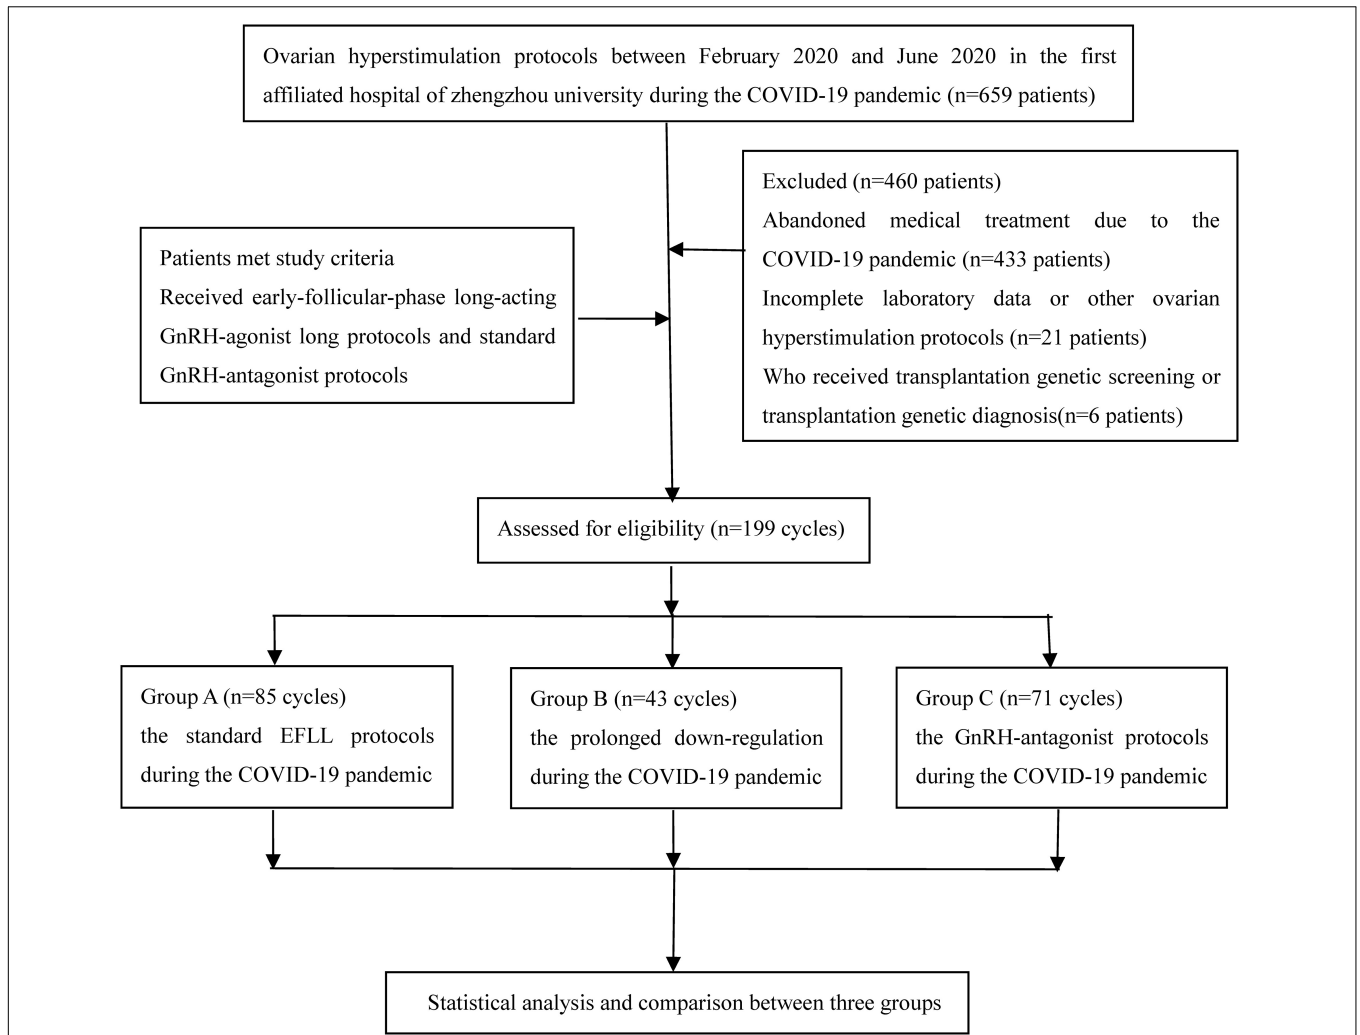 Ovarian hyperstimulation protocols between February 2020 and June 2020 in the first
affiliated hospital of zhengzhou university during the COVID-19 pandemic (n=659 patients)
Excluded (n=460 patients)
Abandoned medical treatment due to the
COVID-19 pandemic (n=433 patients)
Incomplete laboratory data or other ovarian
hyperstimulation protocols (n=21 patients)
Who received transplantation genetic screening or
transplantation genetic diagnosis(n=6 patients)
Patients met study criteria
Received early-follicular-phase long-acting
GnRH-agonist long protocols and standard
GnRH-antagonist protocols
Assessed for eligibility (n=199 cycles)
Group A (n=85 cycles)
the standard EFLL protocols
during the COVID-19 pandemic
Group B (n=43 cycles)
the prolonged down-regulation
during the COVID-19 pandemic
Group C (n=71 cycles)
the GnRH-antagonist protocols
during the COVID-19 pandemic
Statistical analysis and comparison between three groups